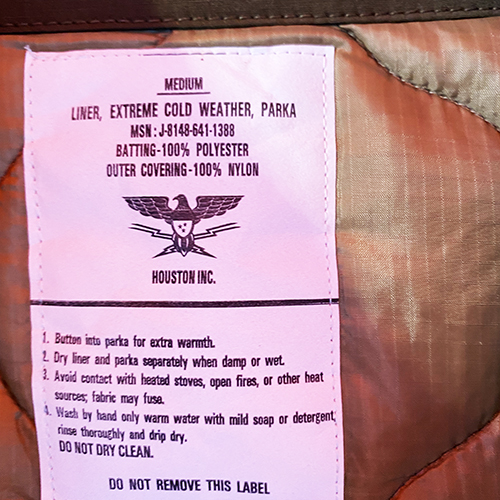 MEDIUM
LINER, EXTREME COLD WEATHER, PARKA
MSN: J-8148-641-1388
BATTING-100% POLYESTER
OUTER COVERING-100% NYLON
HOUSTON INC.
1. Button into parka for extra warmth.
2. Dry liner and parka separately when damp or wet.
3. Avoid contact with heated stoves, open fires, or other heat
sources; fabric may fuse.
4. Wash by hand only warm water with mild soap or detergent,
rinse thoroughly and drip dry.
DO NOT DRY CLEAN.
DO NOT REMOVE THIS LABEL